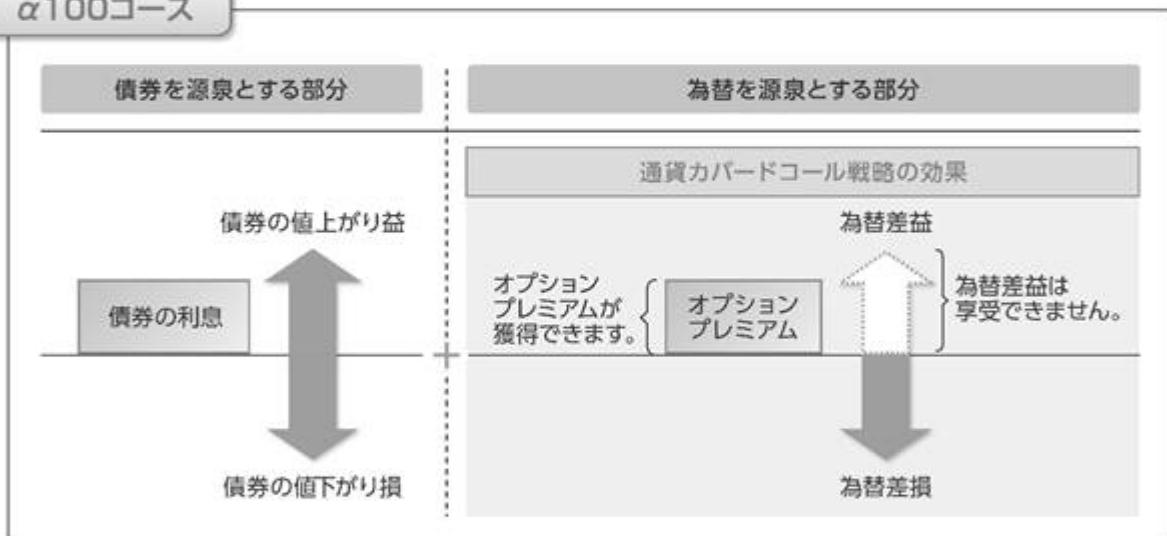 α100コース
債券を源泉とする部分
為替を源泉とする部分
通貨カバードコール戦略の効果
債券の値上がり益
債券の利息
債券の値下がり損
+
オプション
プレミアムが
獲得できます。
オプション
プレミアム
為替差益
為替差益は
享受できません。
為替差損